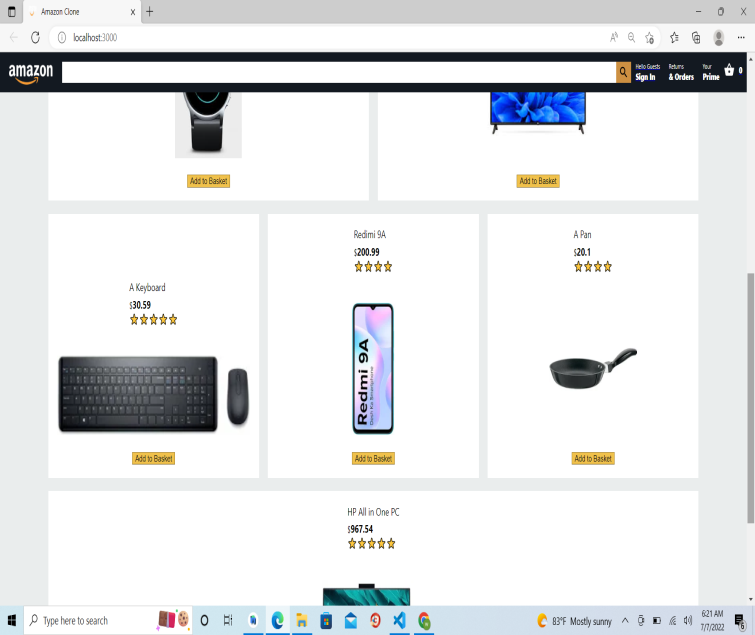 Amazon Clone
localhost:3000
amazon
Hello Guests
Sign In
Returns
& Orders
Your
Prime
0
Add to Basket
Add to Basket
A Keyboard
$30.59
Add to Basket
Redimi 9A
$200.99
Redmi 9A
Add to Basket
A Pan
$20.1
Add to Basket
HP All in One PC
$967.54
Type here to search
83°F Mostly sunny
6:21 AM
7/7/2022